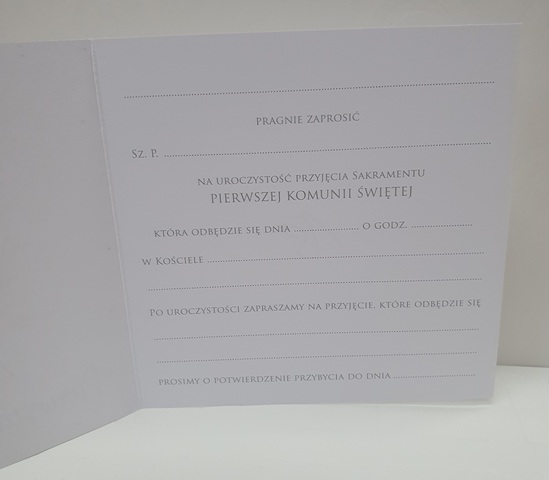 ................................................................
PRAGNIE ZAPROSIĆ
SZ. P. ................................................................
NA UROCZYSTOŚĆ PRZYJĘCIA SAKRAMENTU
PIERWSZEJ KOMUNII ŚWIĘTEJ
KTÓRA ODBĘDZIE SIĘ DNIA ...................... O GODZ. .....................
W KOŚCIELE ................................................................
................................................................
PO UROCZYSTOŚCI ZAPRASZAMY NA PRZYJĘCIE, KTÓRE ODBĘDZIE SIĘ
................................................................
................................................................
PROSIMY O POTWIERDZENIE PRZYBYCIA DO DNIA ............................